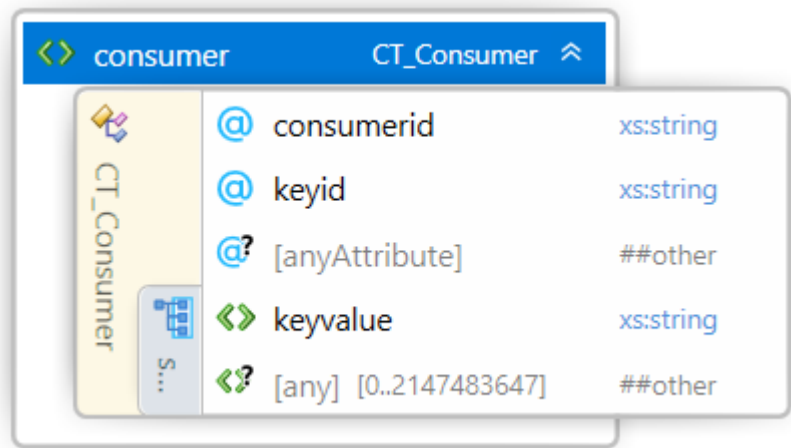 consumer CT_Consumer
CT_Consumer
@ consumerid xs:string
@ keyid xs:string
@? [anyAttribute] ##other
S...
<> keyvalue xs:string
<>? [any] [0..2147483647] ##other